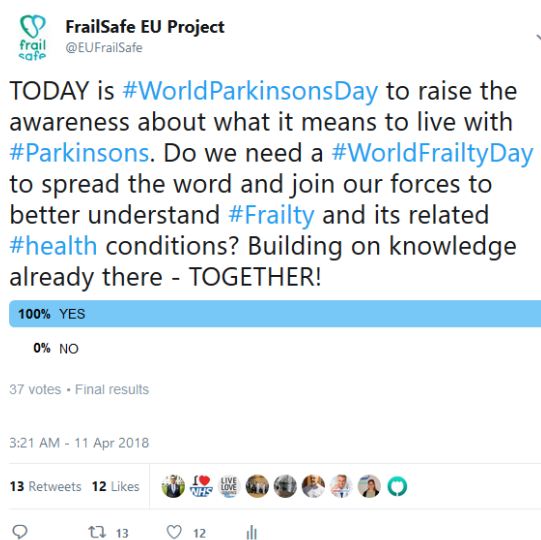 frail
safe
FrailSafe EU Project
@EUFrailSafe
TODAY is #WorldParkinsonsDay to raise the
awareness about what it means to live with
#Parkinsons. Do we need a #WorldFrailtyDay
to spread the word and join our forces to
better understand #Frailty and its related
#health conditions? Building on knowledge
already there - TOGETHER!
100% YES
0% NO
37 votes • Final results
3:21 AM - 11 Apr 2018
13 Retweets 12 Likes
I
NHS
LIVE
LOVE
13 12